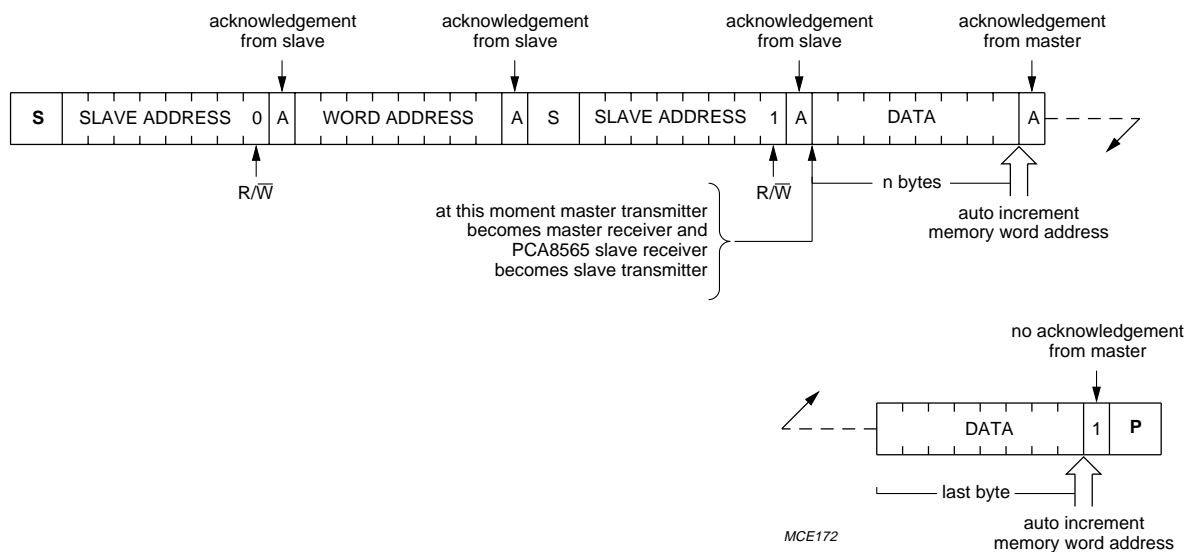 acknowledgement
from slave
acknowledgement
from slave
acknowledgement
from slave
acknowledgement
from master
S SLAVE ADDRESS 0 A WORD ADDRESS A S SLAVE ADDRESS 1 A DATA A
R/W̅
R/W̅
n bytes
at this moment master transmitter
becomes master receiver and
PCA8565 slave receiver
becomes slave transmitter
auto increment
memory word address
no acknowledgement
from master
DATA 1 P
last byte
auto increment
memory word address
MCE172